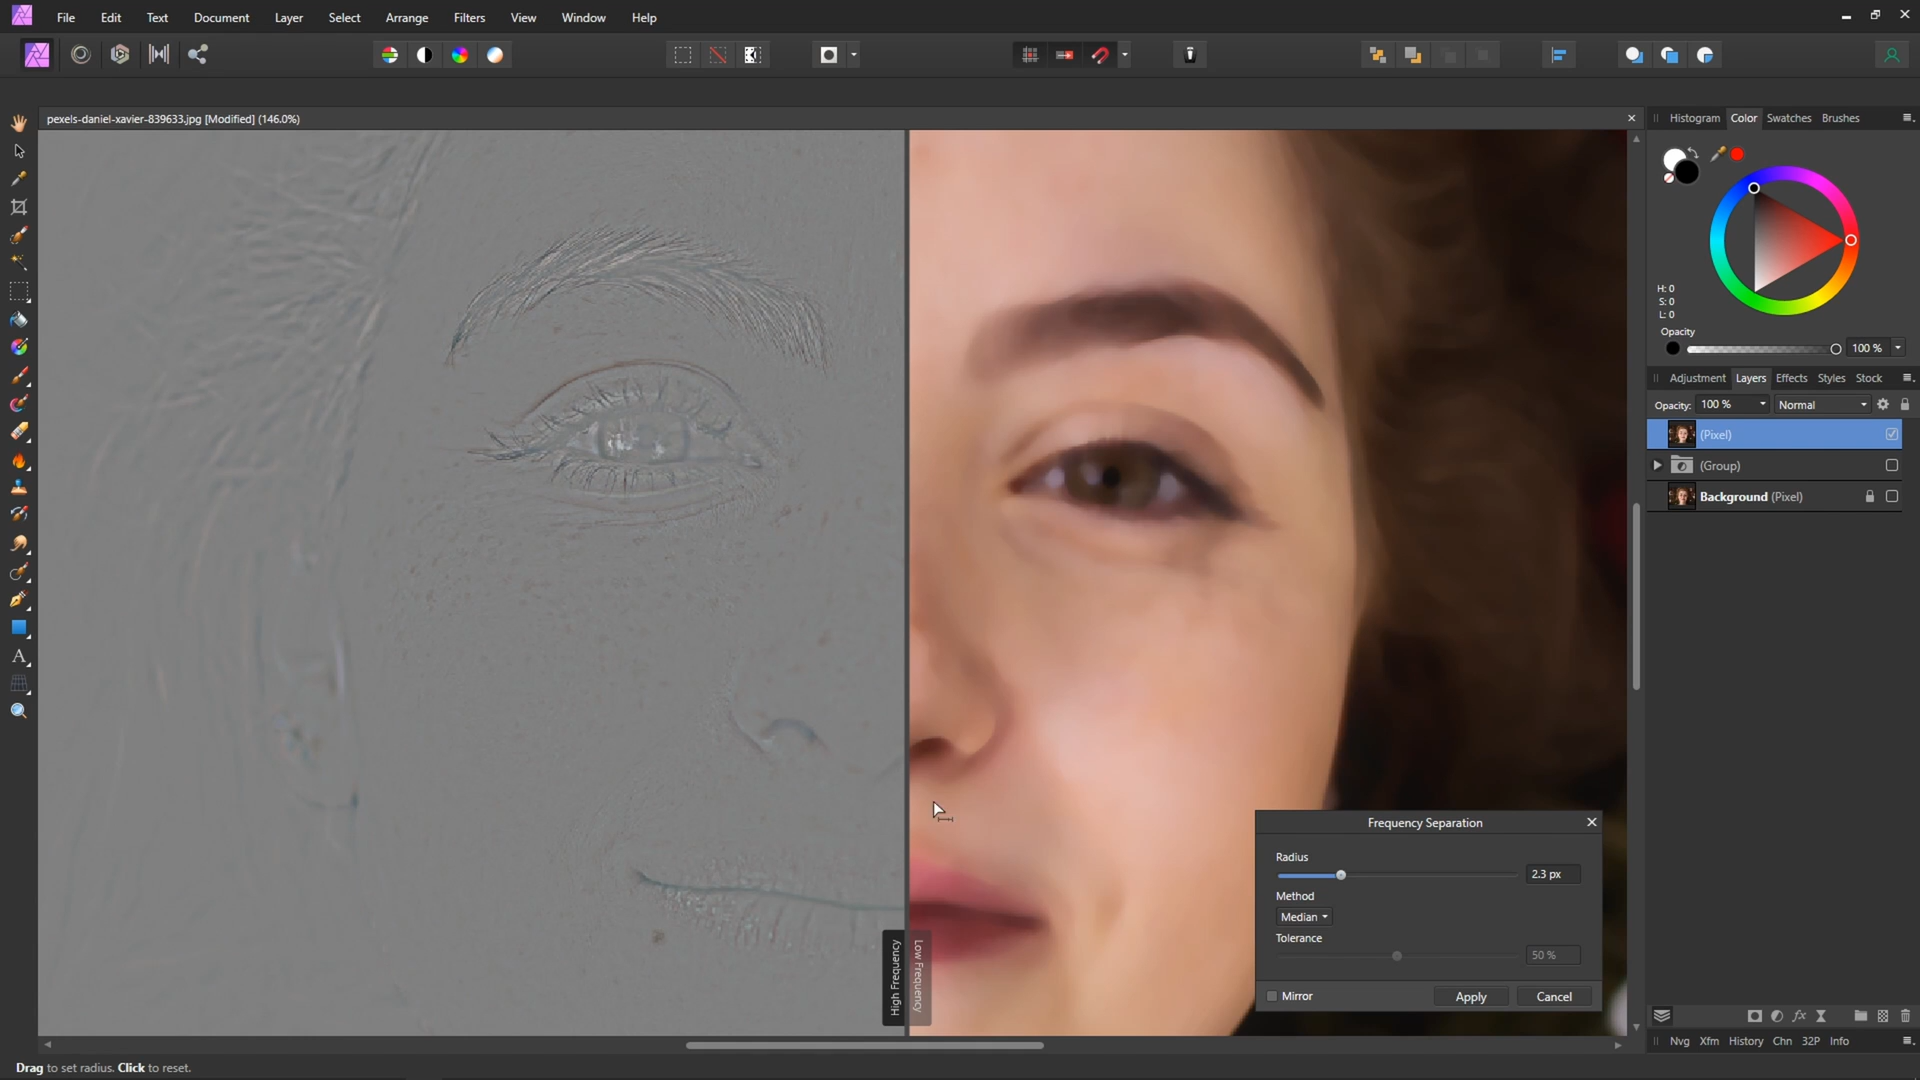 File Edit Text Document Layer Select Arrange Filters View Window Help
pexels-daniel-xavier-839633.jpg [Modified] (146.0%)
Histogram Color Swatches Brushes
H: 0
S: 0
L: 0
Opacity
100 %
Adjustment Layers Effects Styles Stock
Opacity: 100 % Normal
(Pixel)
(Group)
Background (Pixel)
High Frequency
Low Frequency
Frequency Separation
Radius
2.3 px
Method
Median
Tolerance
50 %
Mirror Apply Cancel
fx
Nvg Xfm History Chn 32P Info
A
Drag to set radius. Click to reset.